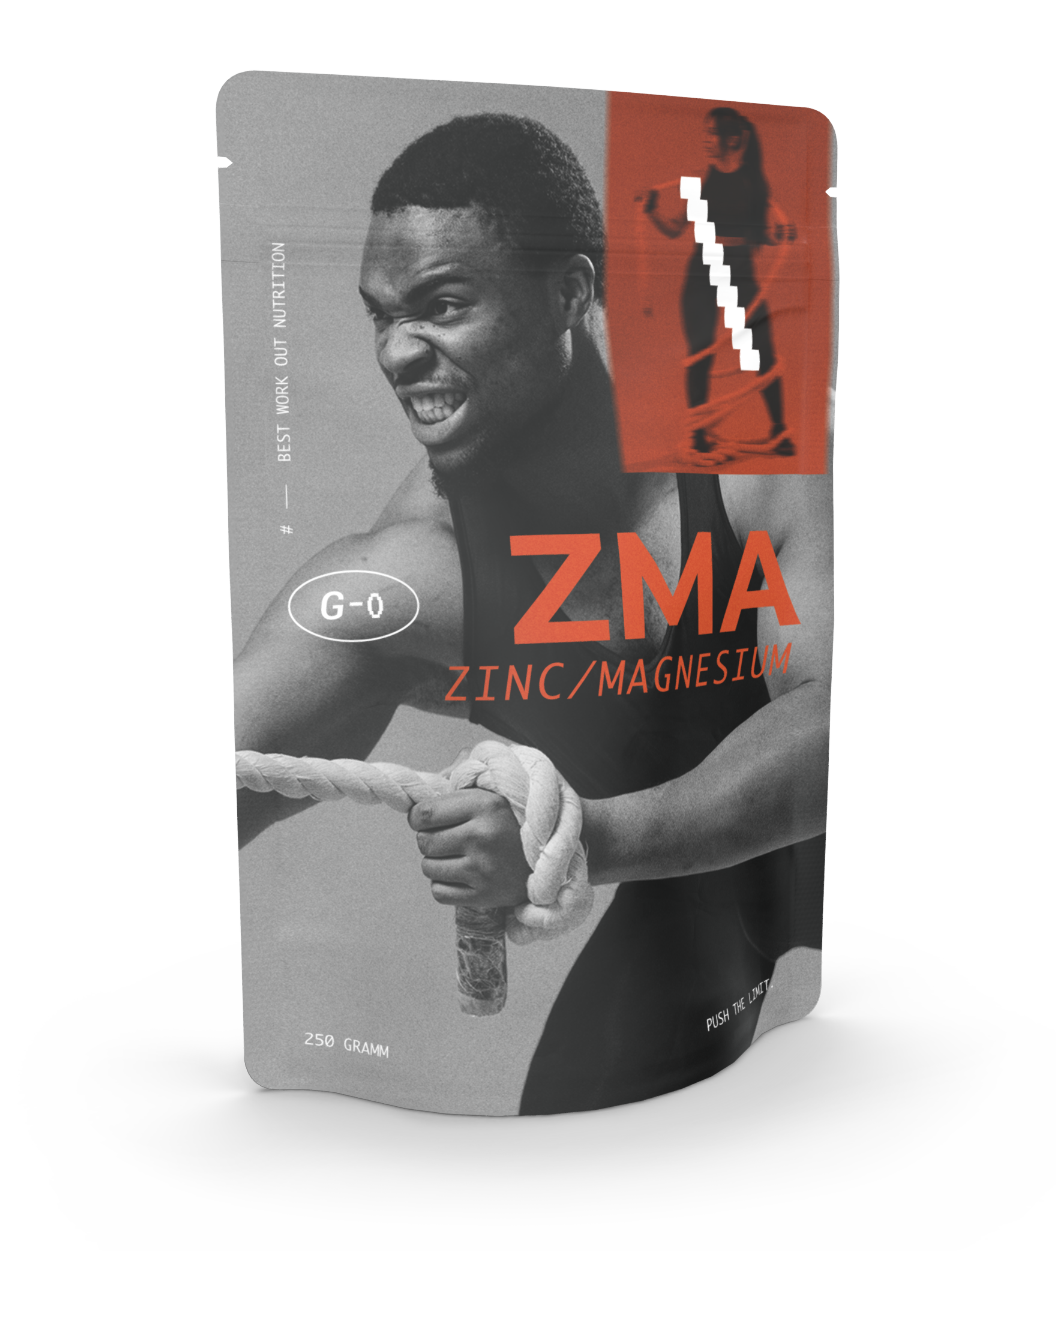 # — BEST WORK OUT NUTRITION
G-0
ZMA
ZINC/MAGNESIUM
250 GRAMM
PUSH THE LIMIT.